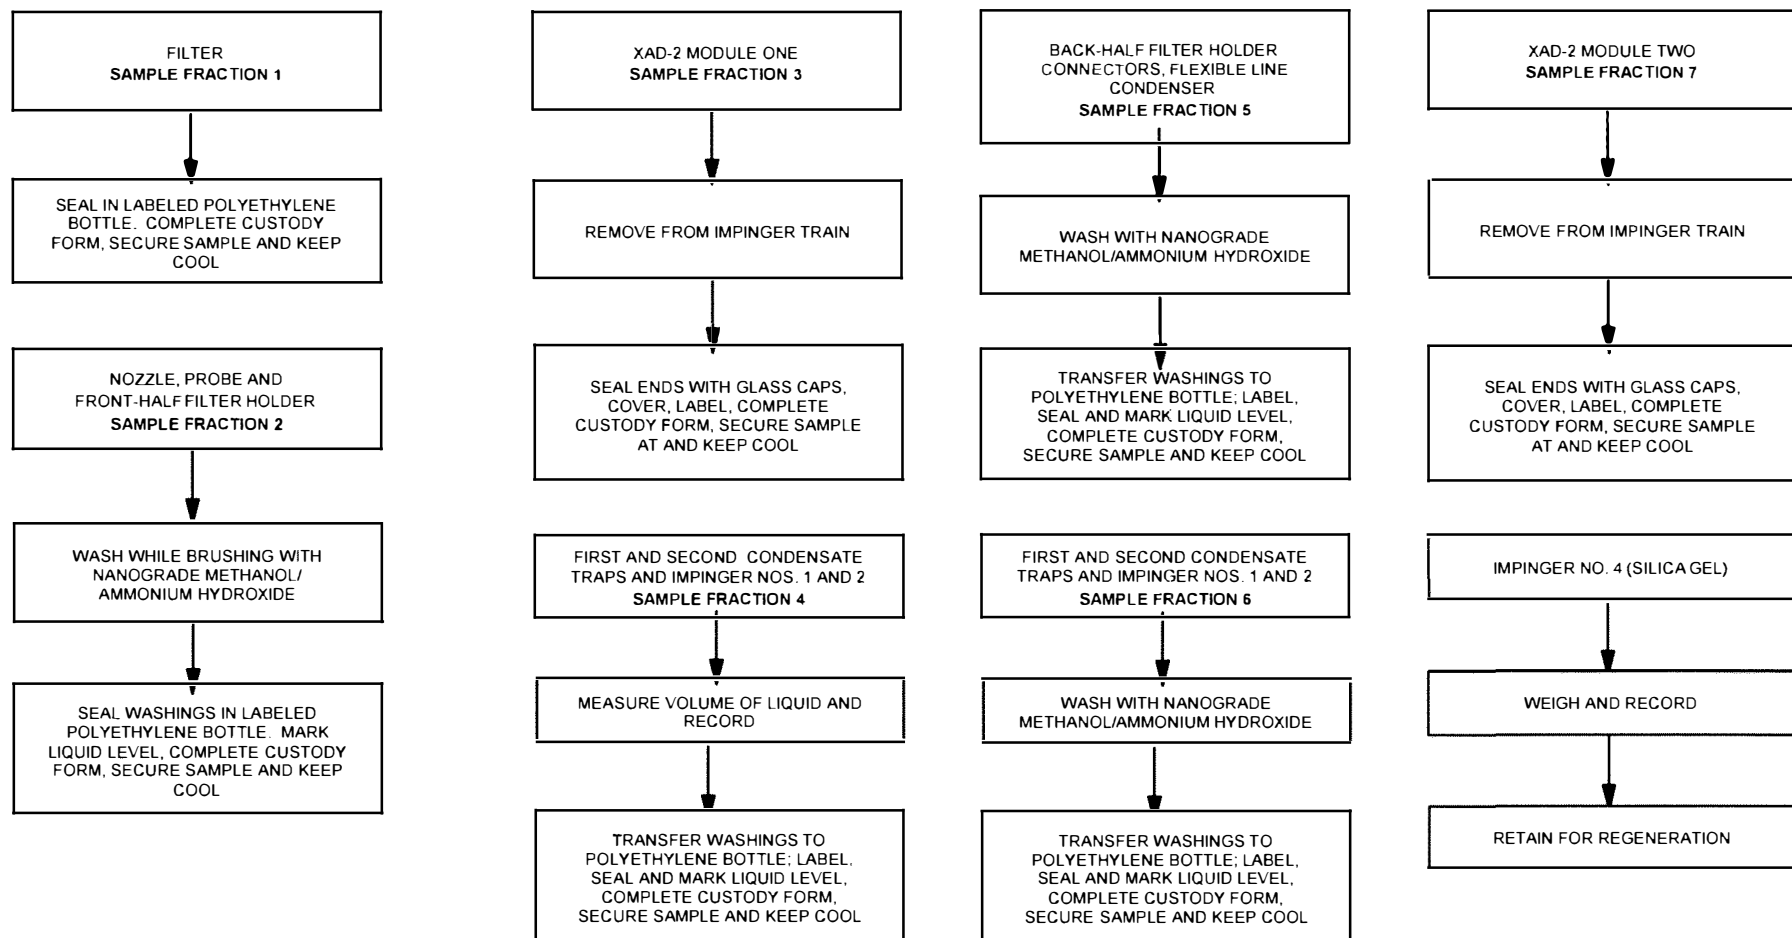 FILTER
SAMPLE FRACTION 1
SEAL IN LABELED POLYETHYLENE
BOTTLE. COMPLETE CUSTODY
FORM, SECURE SAMPLE AND KEEP
COOL
NOZZLE, PROBE AND
FRONT-HALF FILTER HOLDER
SAMPLE FRACTION 2
WASH WHILE BRUSHING WITH
NANOGRADE METHANOL/
AMMONIUM HYDROXIDE
SEAL WASHINGS IN LABELED
POLYETHYLENE BOTTLE. MARK
LIQUID LEVEL, COMPLETE CUSTODY
FORM, SECURE SAMPLE AND KEEP
COOL
XAD-2 MODULE ONE
SAMPLE FRACTION 3
REMOVE FROM IMPINGER TRAIN
SEAL ENDS WITH GLASS CAPS,
COVER, LABEL, COMPLETE
CUSTODY FORM, SECURE SAMPLE
AT AND KEEP COOL
FIRST AND SECOND CONDENSATE
TRAPS AND IMPINGER NOS. 1 AND 2
SAMPLE FRACTION 4
MEASURE VOLUME OF LIQUID AND
RECORD
TRANSFER WASHINGS TO
POLYETHYLENE BOTTLE; LABEL,
SEAL AND MARK LIQUID LEVEL,
COMPLETE CUSTODY FORM,
SECURE SAMPLE AND KEEP COOL
BACK-HALF FILTER HOLDER
CONNECTORS, FLEXIBLE LINE
CONDENSER
SAMPLE FRACTION 5
WASH WITH NANOGRADE
METHANOL/AMMONIUM HYDROXIDE
TRANSFER WASHINGS TO
POLYETHYLENE BOTTLE; LABEL,
SEAL AND MARK LIQUID LEVEL,
COMPLETE CUSTODY FORM,
SECURE SAMPLE AND KEEP COOL
FIRST AND SECOND CONDENSATE
TRAPS AND IMPINGER NOS. 1 AND 2
SAMPLE FRACTION 6
WASH WITH NANOGRADE
METHANOL/AMMONIUM HYDROXIDE
TRANSFER WASHINGS TO
POLYETHYLENE BOTTLE; LABEL,
SEAL AND MARK LIQUID LEVEL,
COMPLETE CUSTODY FORM,
SECURE SAMPLE AND KEEP COOL
XAD-2 MODULE TWO
SAMPLE FRACTION 7
REMOVE FROM IMPINGER TRAIN
SEAL ENDS WITH GLASS CAPS,
COVER, LABEL, COMPLETE
CUSTODY FORM, SECURE SAMPLE
AT AND KEEP COOL
IMPINGER NO. 4 (SILICA GEL)
WEIGH AND RECORD
RETAIN FOR REGENERATION